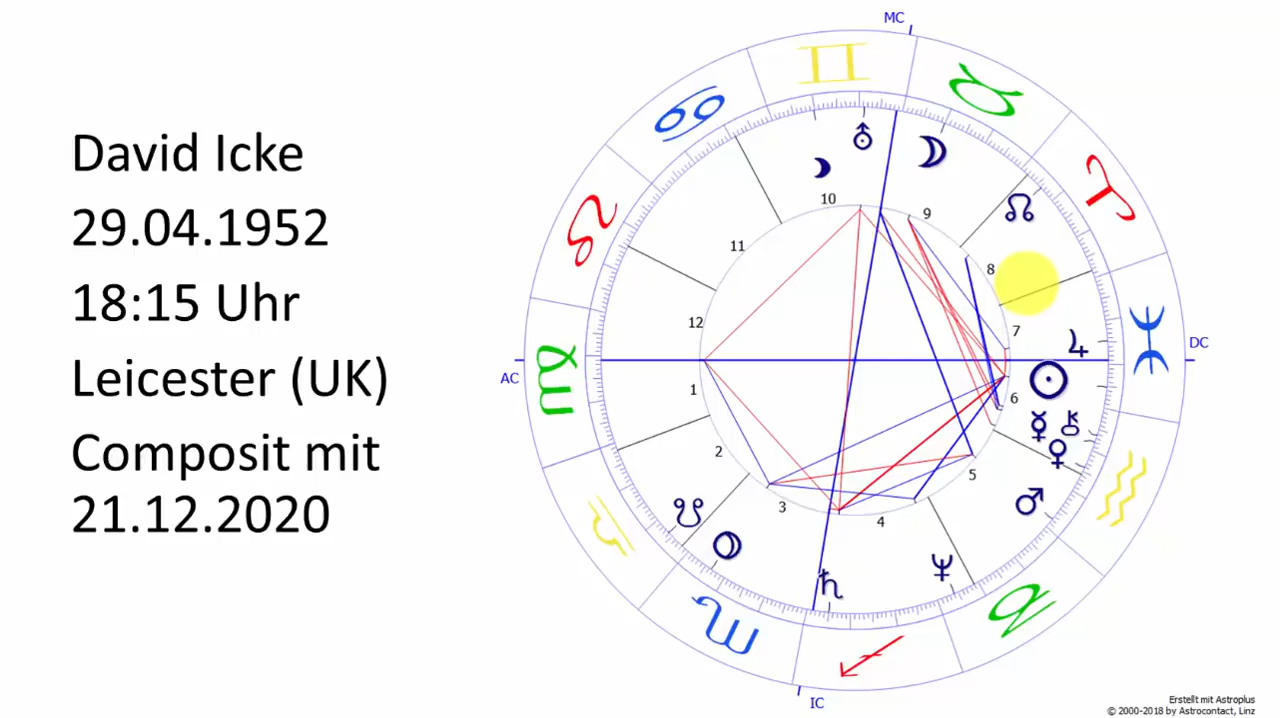 David Icke
29.04.1952
18:15 Uhr
Leicester (UK)
Composit mit
21.12.2020
MC
10
9
11
8
12
7
DC
AC
1
6
2
5
3
4
IC
Erstellt mit Astroplus
© 2000-2018 by Astrocontact, Linz